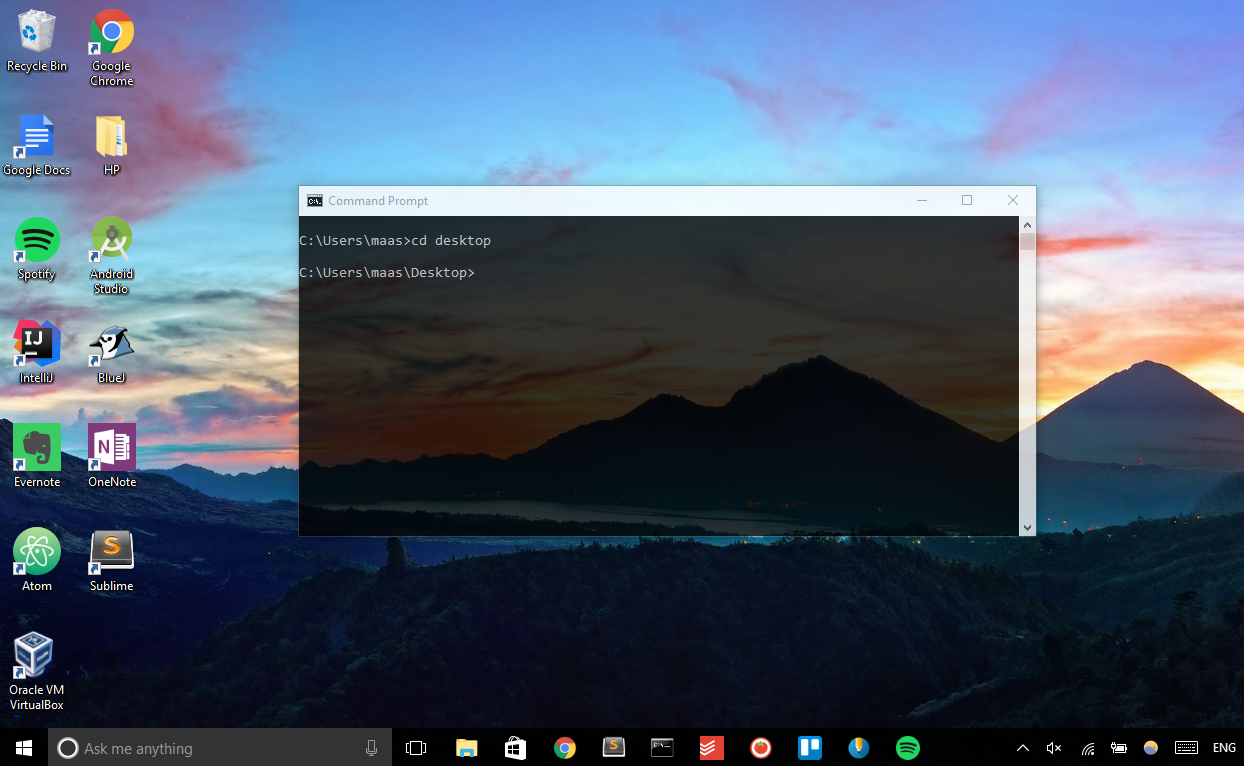 Recycle Bin
Google
Chrome
Google Docs
HP
Spotify
Android
Studio
IJ
IntelliJ
BlueJ
Evernote
N
OneNote
Atom
S
Sublime
Oracle VM
VirtualBox
C:\. Command Prompt
C:\Users\maas>cd desktop
C:\Users\maas\Desktop>
Ask me anything
S
C:\.
ENG